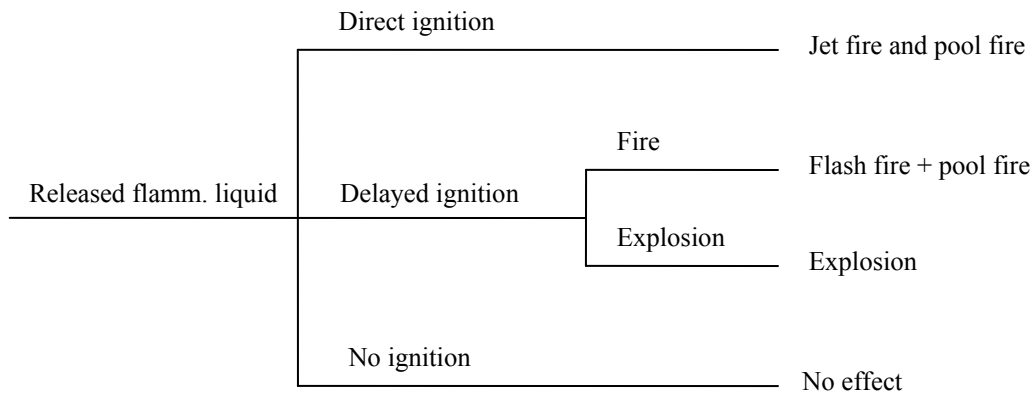 Direct ignition
Jet fire and pool fire
Fire
Flash fire + pool fire
Released flamm. liquid
Delayed ignition
Explosion
Explosion
No ignition
No effect